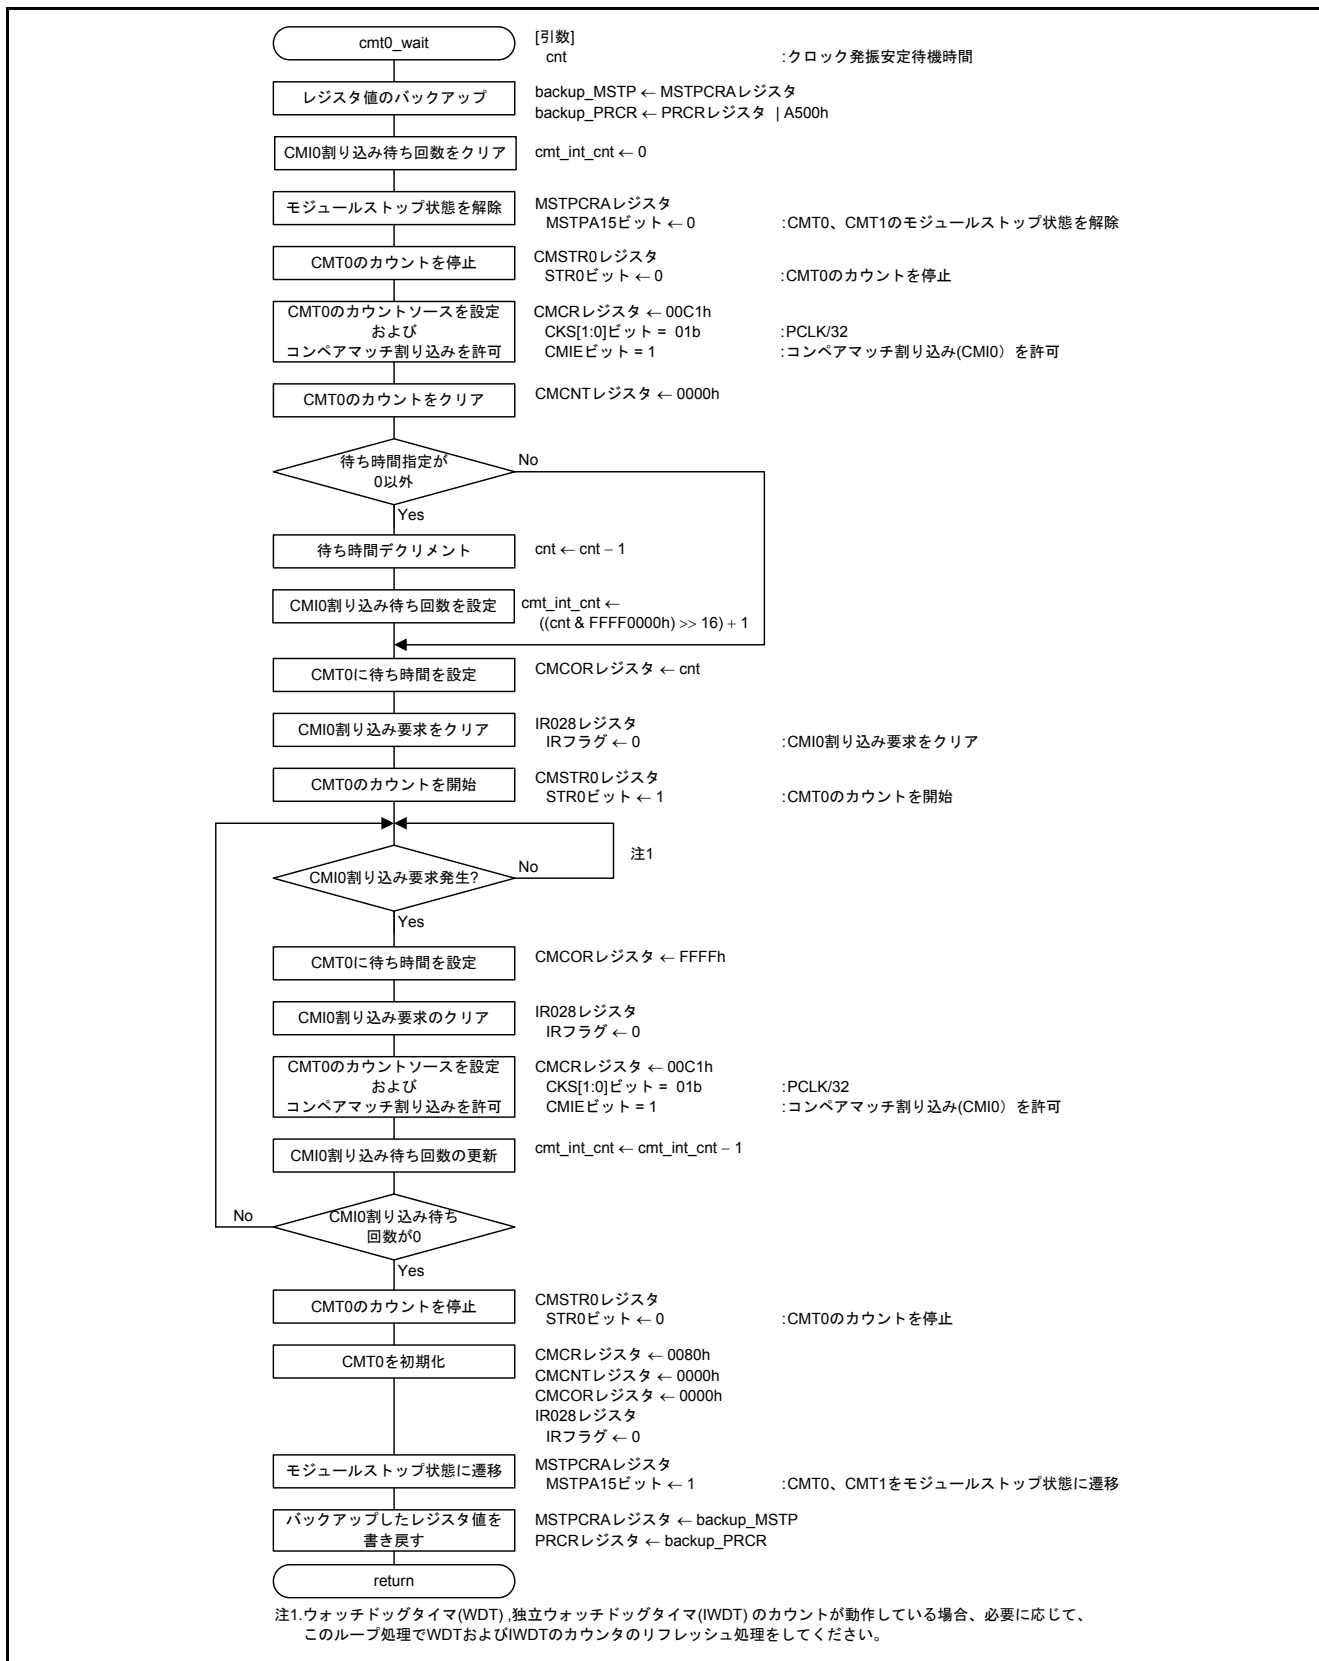 cmt0_wait
[引数]
cnt :クロック発振安定待機時間
レジスタ値のバックアップ
backup_MSTP ← MSTPCRAレジスタ
backup_PRCR ← PRCRレジスタ | A500h
CMI0割り込み待ち回数をクリア
cmt_int_cnt ← 0
モジュールストップ状態を解除
MSTPCRAレジスタ
MSTPA15ビット ← 0 :CMT0、CMT1のモジュールストップ状態を解除
CMT0のカウントを停止
CMSTR0レジスタ
STR0ビット ← 0 :CMT0のカウントを停止
CMT0のカウントソースを設定
および
コンペアマッチ割り込みを許可
CMCRレジスタ ← 00C1h
CKS[1:0]ビット = 01b :PCLK/32
CMIEビット = 1 :コンペアマッチ割り込み(CMI0）を許可
CMT0のカウントをクリア
CMCNTレジスタ ← 0000h
待ち時間指定が
0以外
No
Yes
待ち時間デクリメント
cnt ← cnt − 1
CMI0割り込み待ち回数を設定
cmt_int_cnt ←
((cnt & FFFF0000h) >> 16) + 1
CMT0に待ち時間を設定
CMCORレジスタ ← cnt
CMI0割り込み要求をクリア
IR028レジスタ
IRフラグ ← 0 :CMI0割り込み要求をクリア
CMT0のカウントを開始
CMSTR0レジスタ
STR0ビット ← 1 :CMT0のカウントを開始
注1
CMI0割り込み要求発生?
No
Yes
CMT0に待ち時間を設定
CMCORレジスタ ← FFFFh
CMI0割り込み要求のクリア
IR028レジスタ
IRフラグ ← 0
CMT0のカウントソースを設定
および
コンペアマッチ割り込みを許可
CMCRレジスタ ← 00C1h
CKS[1:0]ビット = 01b :PCLK/32
CMIEビット = 1 :コンペアマッチ割り込み(CMI0）を許可
CMI0割り込み待ち回数の更新
cmt_int_cnt ← cmt_int_cnt − 1
No
CMI0割り込み待ち
回数が0
Yes
CMT0のカウントを停止
CMSTR0レジスタ
STR0ビット ← 0 :CMT0のカウントを停止
CMT0を初期化
CMCRレジスタ ← 0080h
CMCNTレジスタ ← 0000h
CMCORレジスタ ← 0000h
IR028レジスタ
IRフラグ ← 0
モジュールストップ状態に遷移
MSTPCRAレジスタ
MSTPA15ビット ← 1 :CMT0、CMT1をモジュールストップ状態に遷移
バックアップしたレジスタ値を
書き戻す
MSTPCRAレジスタ ← backup_MSTP
PRCRレジスタ ← backup_PRCR
return
注1.ウォッチドッグタイマ(WDT) ,独立ウォッチドッグタイマ(IWDT) のカウントが動作している場合、必要に応じて、
このループ処理でWDTおよびIWDTのカウンタのリフレッシュ処理をしてください。